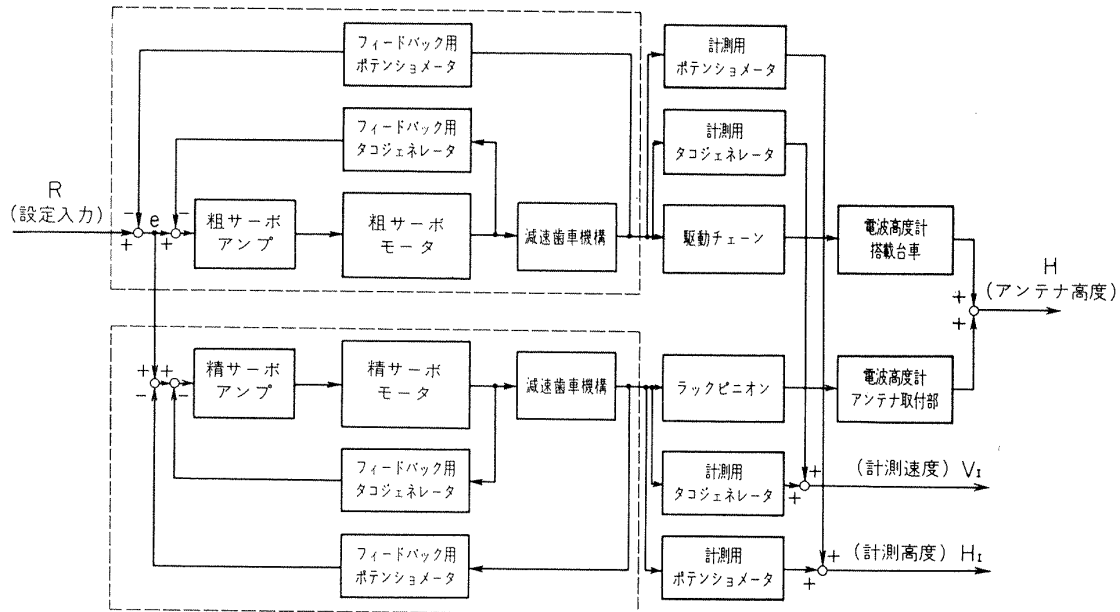 フィードバック用
ポテンショメータ
計測用
ポテンショメータ
フィードバック用
タコジェネレータ
計測用
タコジェネレータ
R
(設定入力)
−
+
e
−
+
粗サーボ
アンプ
粗サーボ
モータ
減速歯車機構
駆動チェーン
電波高度計
搭載台車
H
(アンテナ高度)
+
+
+
−
+
−
精サーボ
アンプ
精サーボ
モータ
減速歯車機構
ラックピニオン
電波高度計
アンテナ取付部
フィードバック用
タコジェネレータ
計測用
タコジェネレータ
+
+
(計測速度) VI
フィードバック用
ポテンショメータ
計測用
ポテンショメータ
+
+
(計測高度) HI